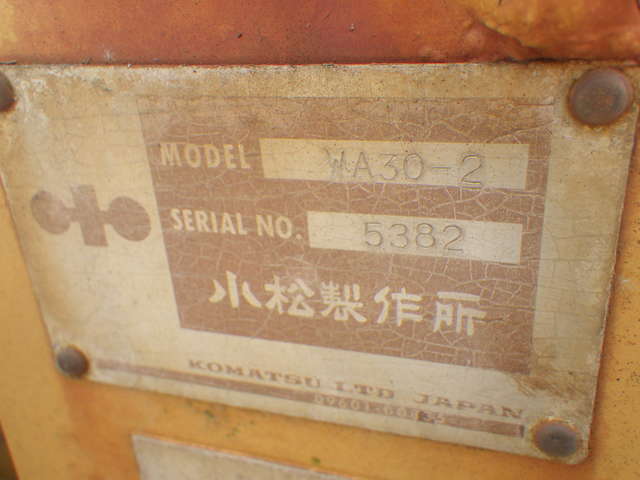 MODEL WA30-2
SERIAL NO. 5382
小松製作所
KOMATSU LTD JAPAN